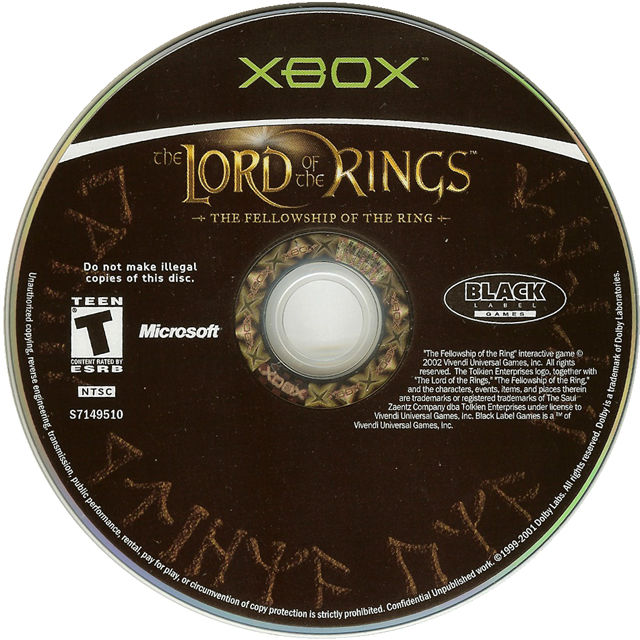 XBOX™
the LORD OF the RINGS™
THE FELLOWSHIP OF THE RING
Do not make illegal
copies of this disc.
TEEN
T
CONTENT RATED BY
ESRB
NTSC
S7149510
Microsoft®
XBOX
BLACK
LABEL
GAMES
"The Fellowship of the Ring" interactive game ©
2002 Vivendi Universal Games, Inc. All rights
reserved. The Tolkien Enterprises logo, together with
"The Lord of the Rings," "The Fellowship of the Ring,"
and the characters, events, items, and places therein
are trademarks or registered trademarks of The Saul
Zaentz Company dba Tolkien Enterprises under license to
Vivendi Universal Games, Inc. Black Label Games is a ™ of
Vivendi Universal Games, Inc.
Unauthorized copying, reverse engineering, transmission, public performance, rental, pay for play, or circumvention of copy protection is strictly prohibited. Confidential Unpublished work. ©1999-2001 Dolby Labs. All rights reserved. Dolby is a trademark of Dolby Laboratories.